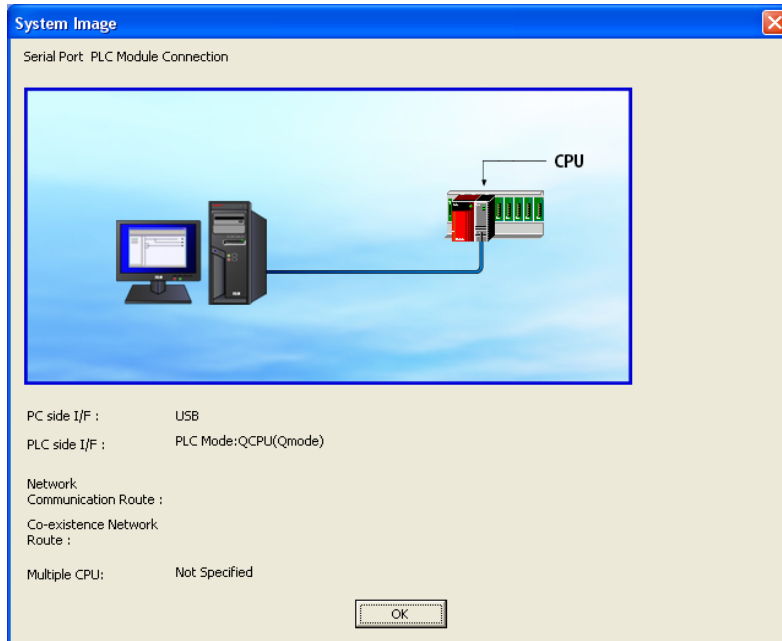 System Image
Serial Port PLC Module Connection
CPU
PC side I/F : USB
PLC side I/F : PLC Mode:QCPU(Qmode)
Network
Communication Route :
Co-existence Network
Route :
Multiple CPU: Not Specified
OK